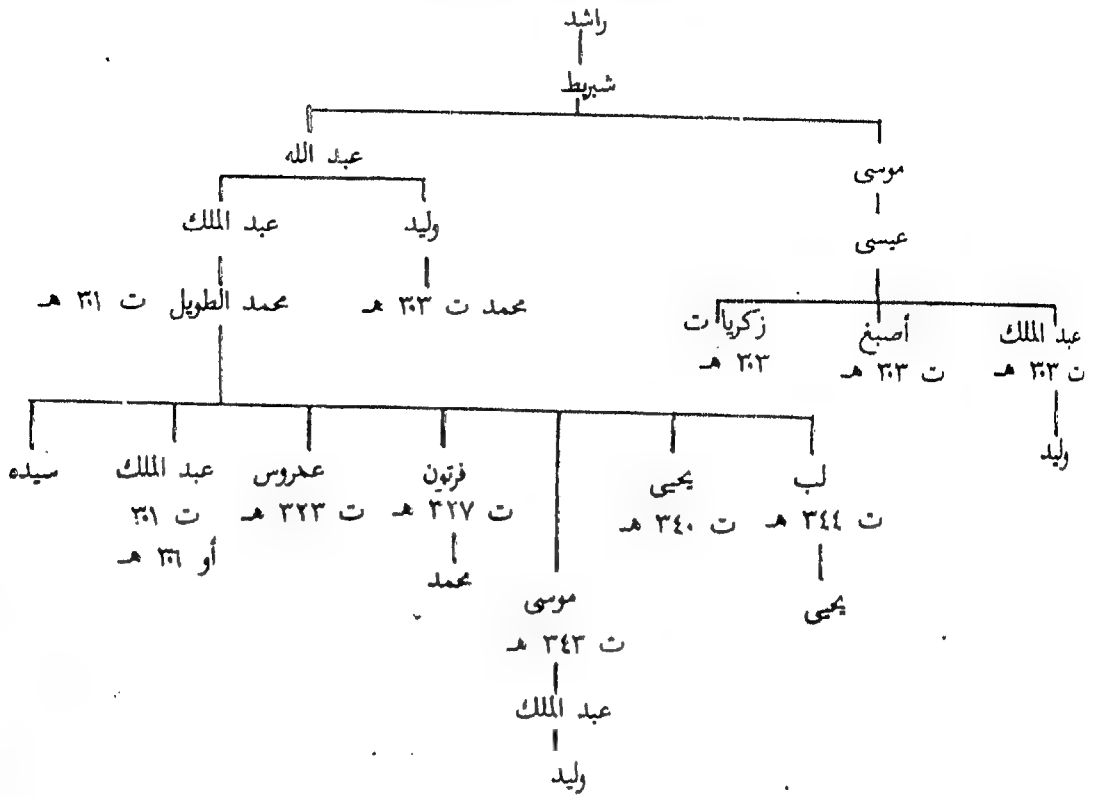 راشد
شبريط
عبد الله
موسى
عبد الملك
وليد
عيسى
محمد الطويل ت ٣٠١ هـ
محمد ت ٣٠٣ هـ
زكريا ت
٣٠٣ هـ
أصبغ
ت ٣٠٣ هـ
عبد الملك
ت ٣٠٣ هـ
وليد
لب
ت ٣٤٤ هـ
يحيى
يحيى
ت ٣٤٠ هـ
موسى
ت ٣٤٣ هـ
عبد الملك
وليد
فرتون
ت ٣٢٧ هـ
محمد
عمروس
ت ٣٢٣ هـ
عبد الملك
ت ٣٠١
أو ٣٠٦ هـ
سيده